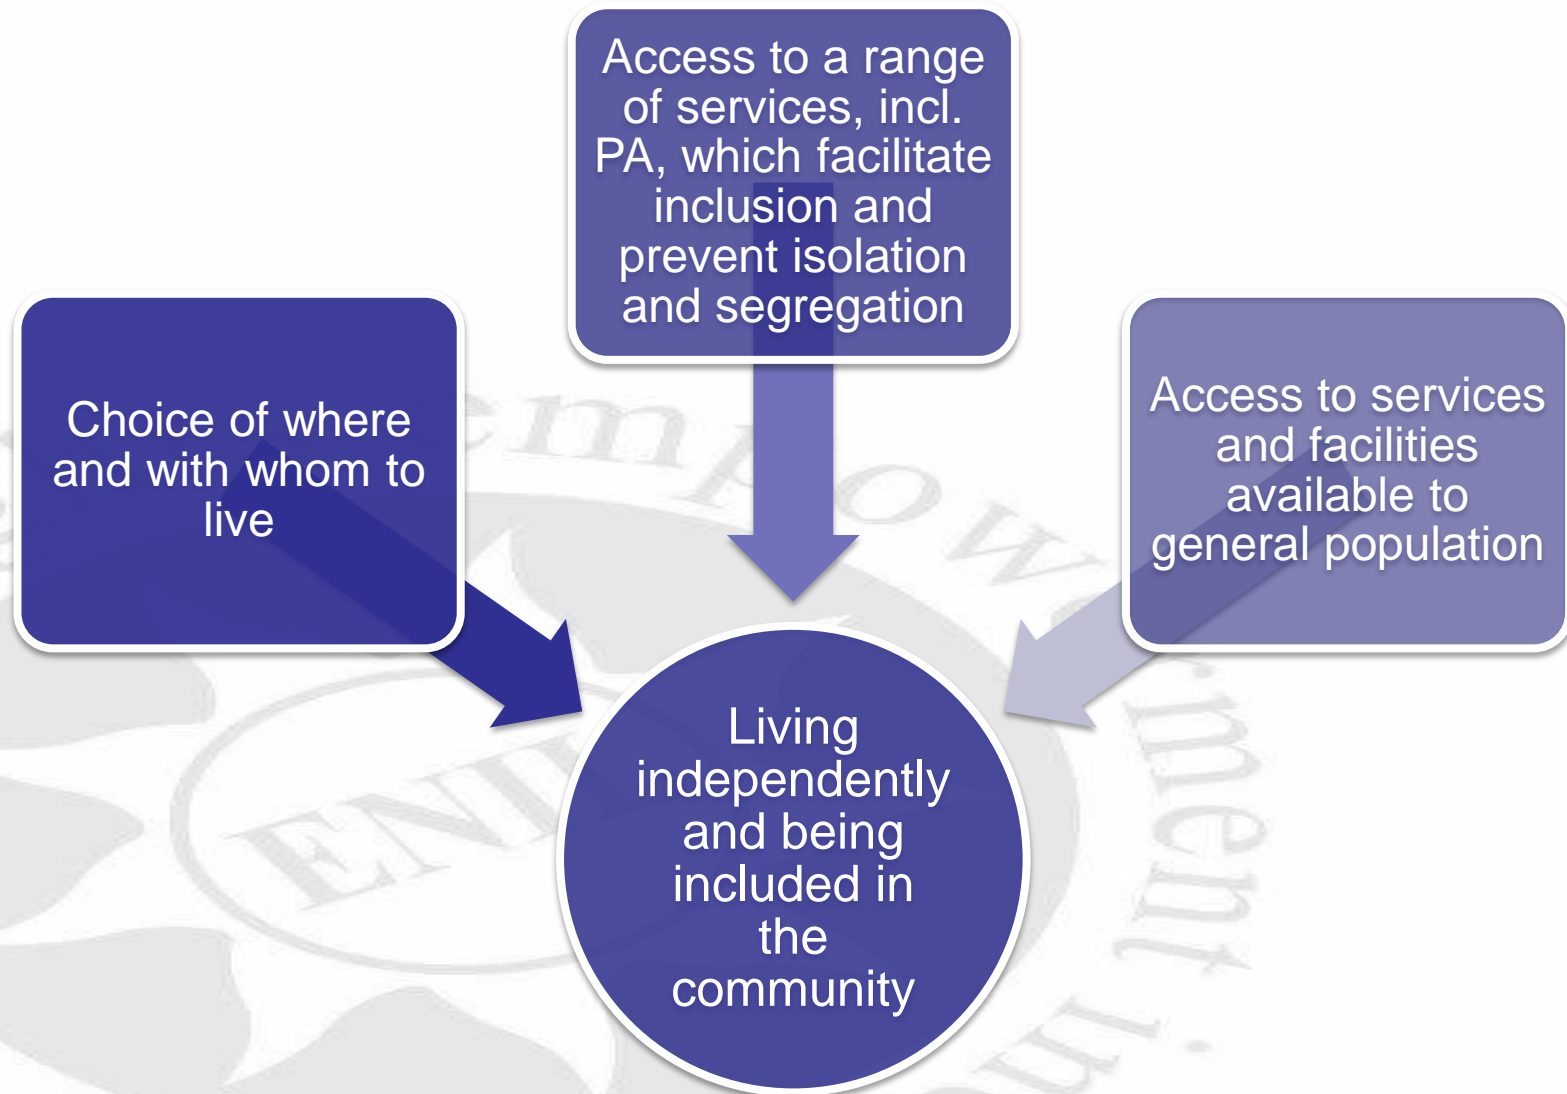 Access to a range
of services, incl.
PA, which facilitate
inclusion and
prevent isolation
and segregation
Choice of where
and with whom to
live
Access to services
and facilities
available to
general population
Living
independently
and being
included in
the
community